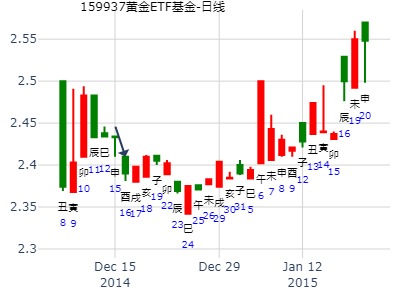 159937黄金ETF基金-日线
2.55
2.5
2.45
2.4
2.35
2.3
丑 寅 卯 辰 巳 申 酉 戌 亥 子 卯 辰 巳 午 未 戌 亥 子 巳 午 未 申 酉 子 丑 寅 卯 辰 未 申
8 9 10 11 12 15 16 17 18 19 22 23 24 25 26 29 30 31 5 6 7 8 9 12 13 14 15 16 19 20
Dec 15 Dec 29 Jan 12
2014 2015